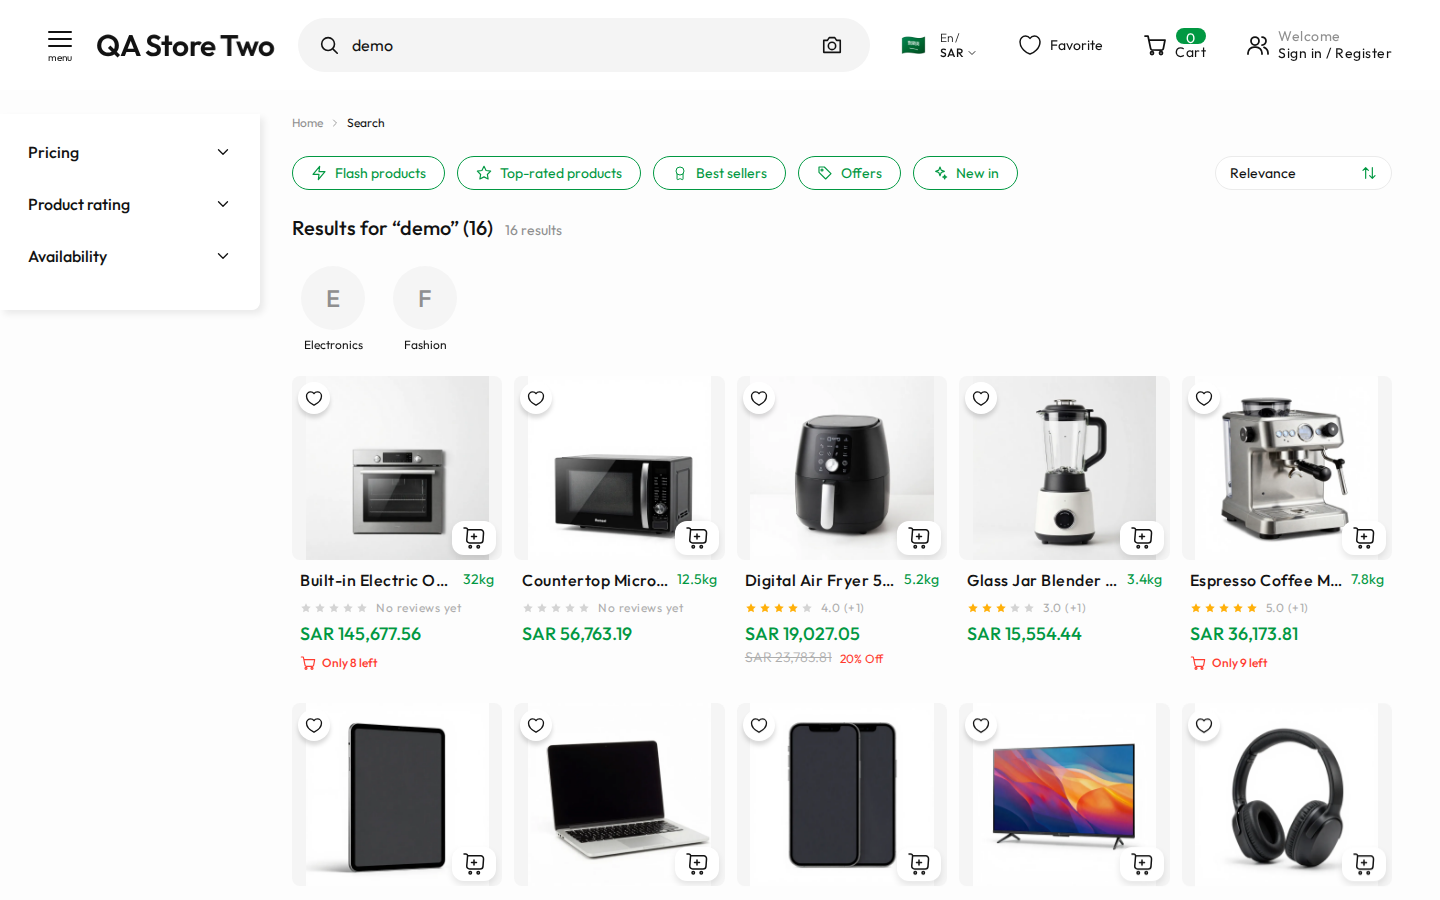 menu
QA Store Two
demo
En/
SAR
Favorite
0
Cart
Welcome
Sign in / Register
Pricing
Product rating
Availability
Home > Search
Flash products
Top-rated products
Best sellers
Offers
New in
Relevance
Results for “demo” (16)
16 results
E
F
Electronics
Fashion
Built-in Electric O...
32kg
No reviews yet
SAR 145,677.56
Only 8 left
Countertop Micro...
12.5kg
No reviews yet
SAR 56,763.19
Digital Air Fryer 5...
5.2kg
4.0 (+1)
SAR 19,027.05
SAR 23,783.81
20% Off
Glass Jar Blender ...
3.4kg
3.0 (+1)
SAR 15,554.44
Espresso Coffee M...
7.8kg
5.0 (+1)
SAR 36,173.81
Only 9 left